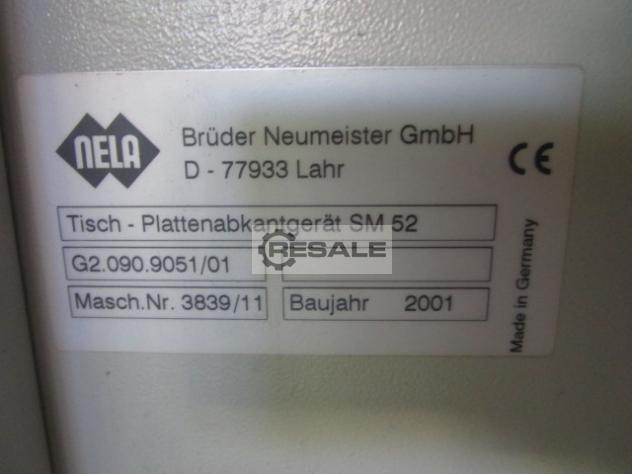 NELA
Brüder Neumeister GmbH
D - 77933 Lahr
CE
Tisch - Plattenabkantgerät SM 52
G2.090.9051/01
RESALE
Masch.Nr. 3839/11
Baujahr 2001
Made in Germany